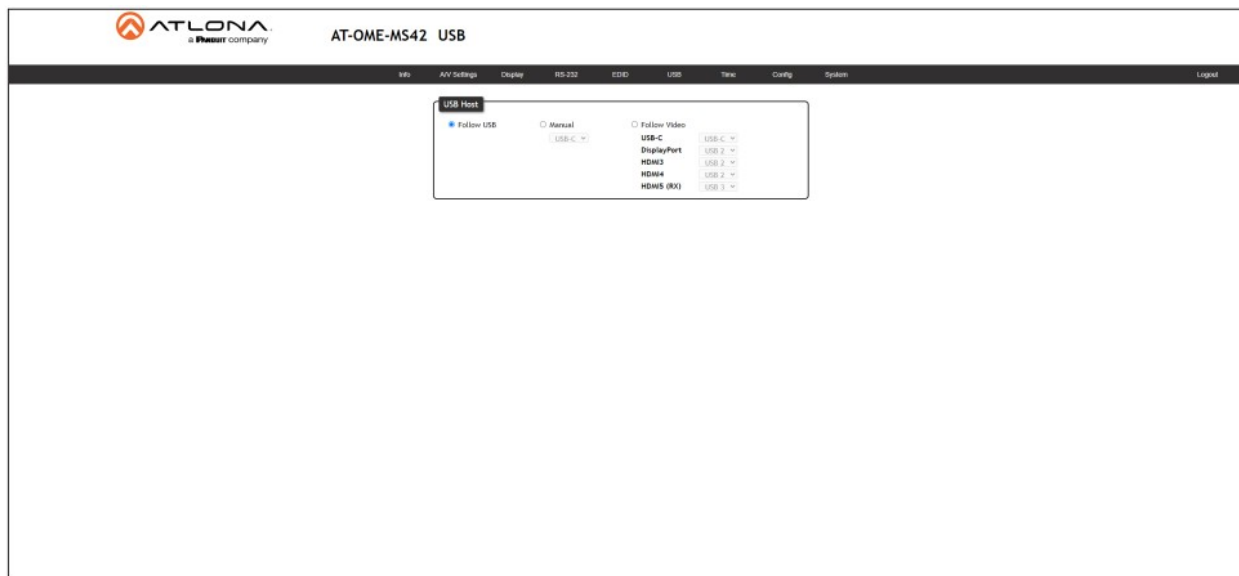 ATLONA.
a PANDUIT company
AT-OME-MS42 USB
Info A/V Settings Display RS-232 EDID USB Time Config System Logout
USB Host
Follow USB Manual Follow Video
USB-C USB-C USB-C
DisplayPort USB 2
HDMI3 USB 2
HDMI4 USB 2
HDMI5 (RX) USB 3